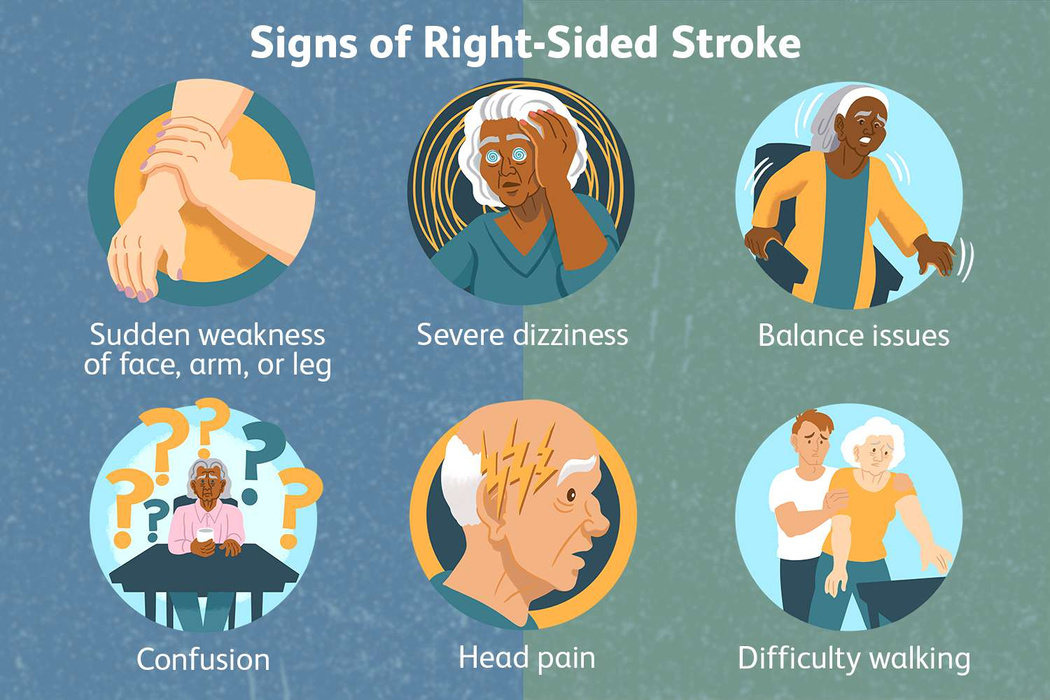 Signs of Right-Sided Stroke
Sudden weakness
of face, arm, or leg
Severe dizziness
Balance issues
Confusion
Head pain
Difficulty walking